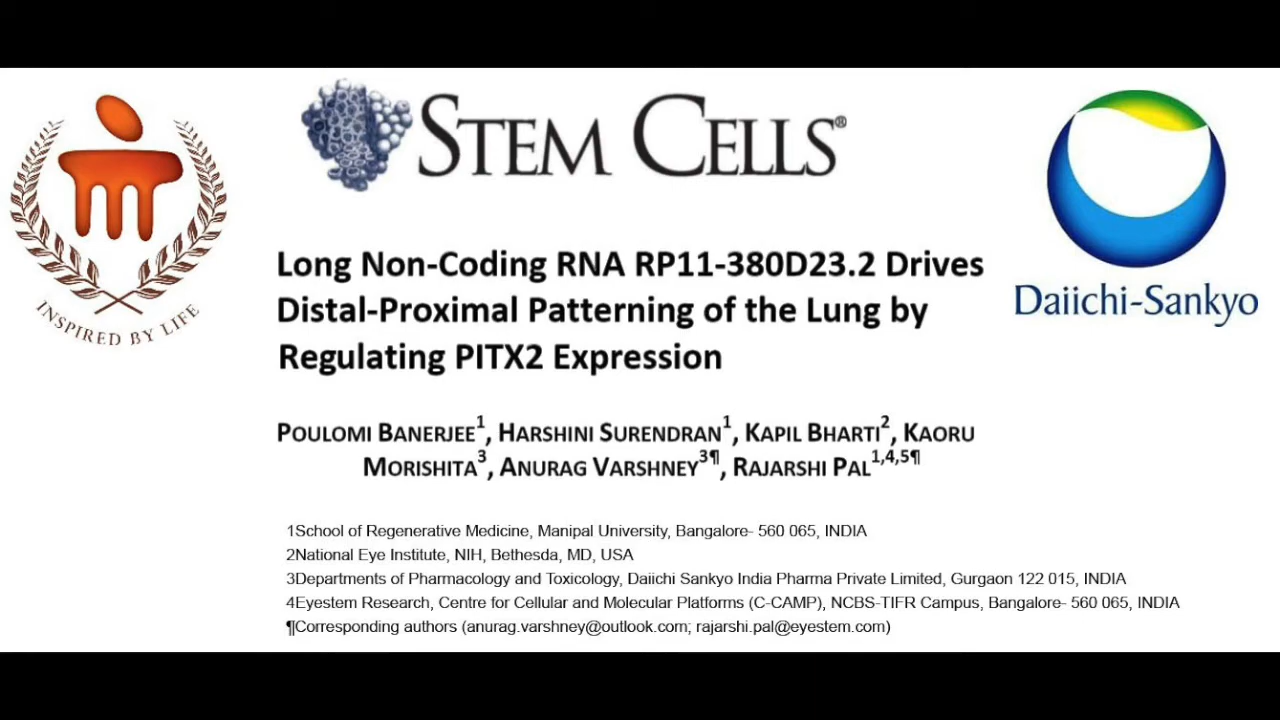 INSPIRED BY LIFE
STEM CELLS®
Daiichi-Sankyo
Long Non-Coding RNA RP11-380D23.2 Drives
Distal-Proximal Patterning of the Lung by
Regulating PITX2 Expression
POULOMI BANERJEE1, HARSHINI SURENDRAN1, KAPIL BHARTI2, KAORU
MORISHITA3, ANURAG VARSHNEY3¶, RAJARSHI PAL1,4,5¶
1School of Regenerative Medicine, Manipal University, Bangalore- 560 065, INDIA
2National Eye Institute, NIH, Bethesda, MD, USA
3Departments of Pharmacology and Toxicology, Daiichi Sankyo India Pharma Private Limited, Gurgaon 122 015, INDIA
4Eyestem Research, Centre for Cellular and Molecular Platforms (C-CAMP), NCBS-TIFR Campus, Bangalore- 560 065, INDIA
¶Corresponding authors (anurag.varshney@outlook.com; rajarshi.pal@eyestem.com)